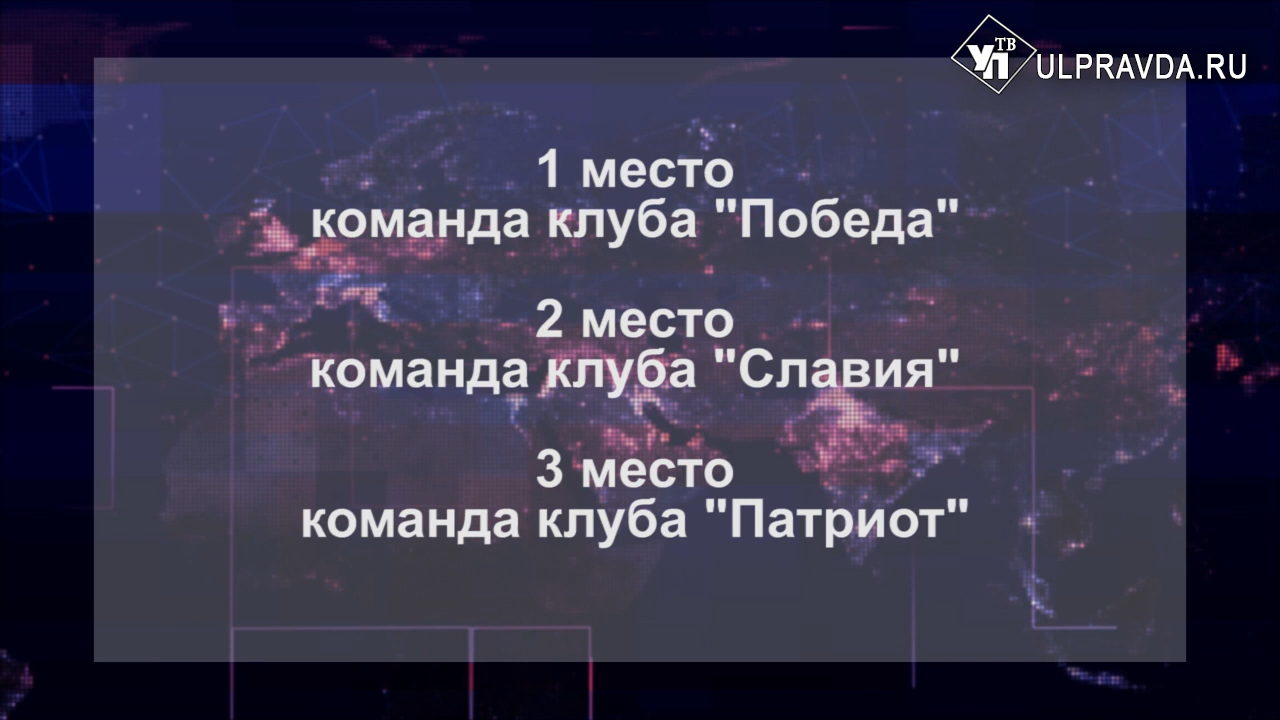 УП ТВ
ULPRAVDA.RU
1 место
команда клуба "Победа"
2 место
команда клуба "Славия"
3 место
команда клуба "Патриот"